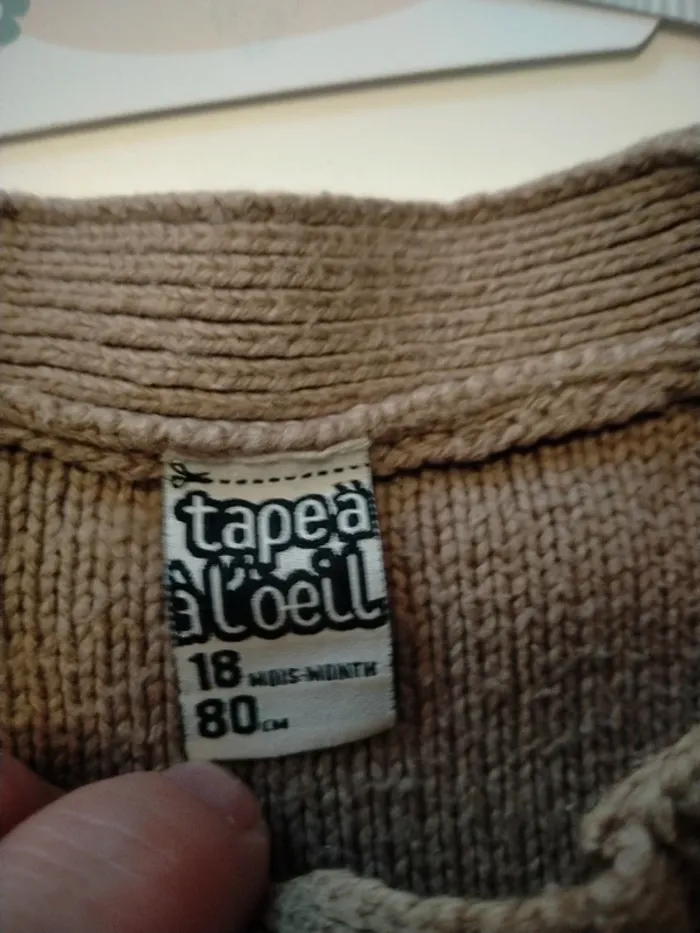 tape à
à l'oeil
18 MOIS-MONTH
80 CM